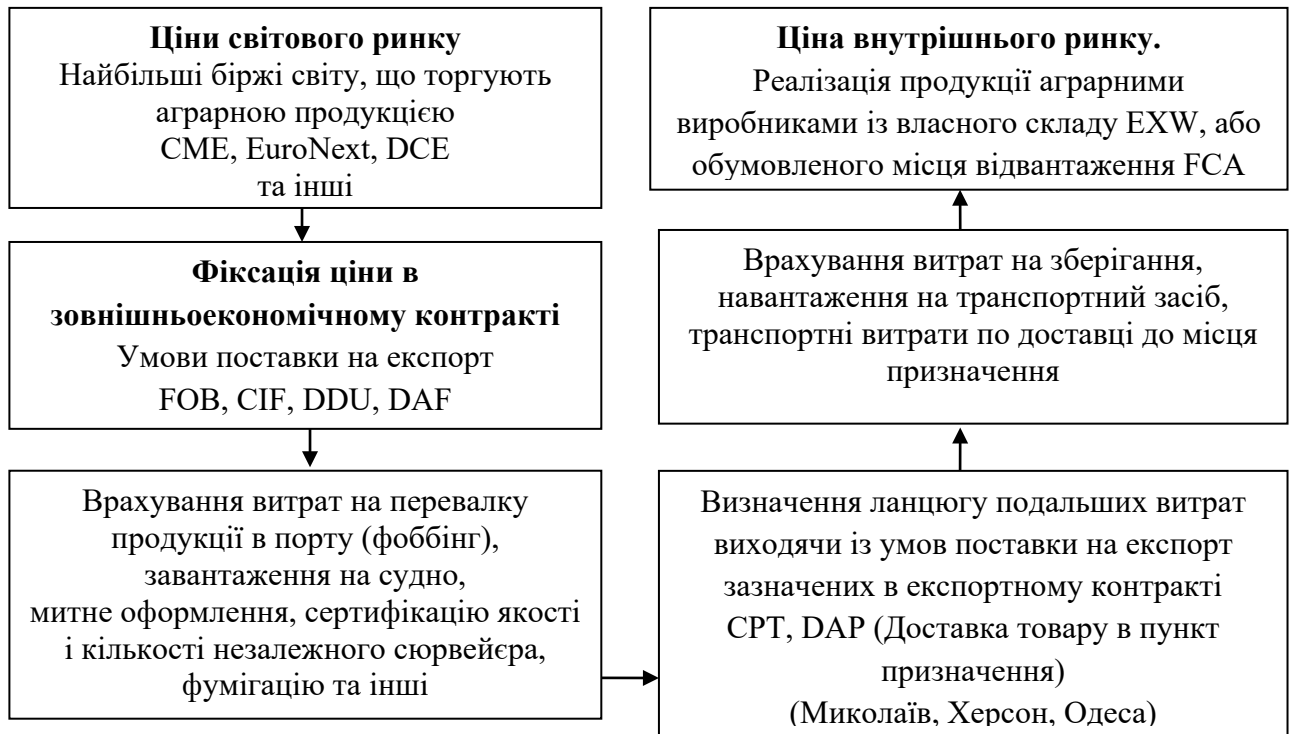 Ціни світового ринку
Найбільші біржі світу, що торгують
аграрною продукцією
CME, EuroNext, DCE
та інші
Фіксація ціни в
зовнішньоекономічному контракті
Умови поставки на експорт
FOB, CIF, DDU, DAF
Врахування витрат на перевалку
продукції в порту (фоббінг),
завантаження на судно,
митне оформлення, сертифікацію якості
і кількості незалежного сюрвейєра,
фумігацію та інші
Визначення ланцюгу подальших витрат
виходячи із умов поставки на експорт
зазначених в експортному контракті
CPT, DAP (Доставка товару в пункт
призначення)
(Миколаїв, Херсон, Одеса)
Врахування витрат на зберігання,
навантаження на транспортний засіб,
транспортні витрати по доставці до місця
призначення
Ціна внутрішнього ринку.
Реалізація продукції аграрними
виробниками із власного складу EXW, або
обумовленого місця відвантаження FCA